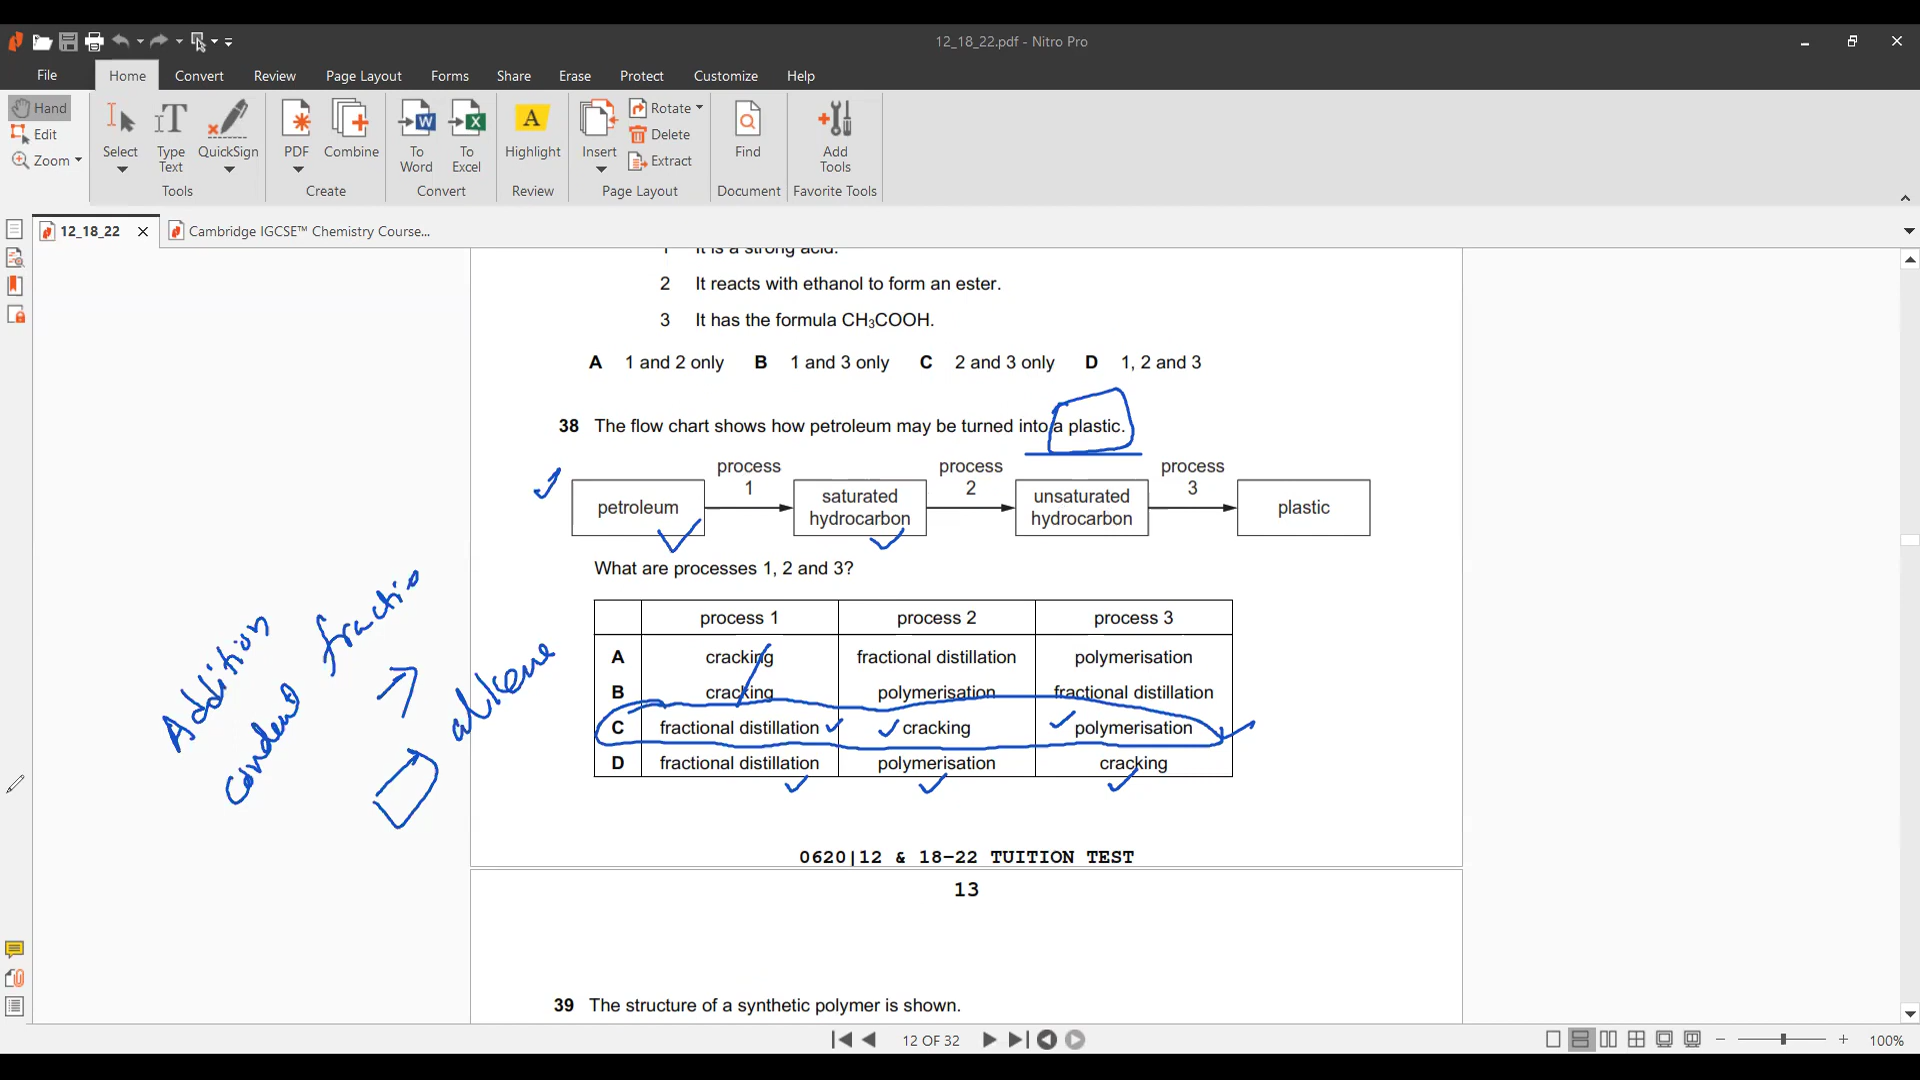 12_18_22.pdf - Nitro Pro
File Home Convert Review Page Layout Forms Share Erase Protect Customize Help
Hand
Edit
Zoom
Select
Type Text
QuickSign
Tools
PDF
Combine
Create
To Word
To Excel
Convert
Highlight
Review
Insert
Rotate
Delete
Extract
Page Layout
Find
Document
Add Tools
Favorite Tools
12_18_22
Cambridge IGCSE™ Chemistry Course...
1 It is a strong acid.
2 It reacts with ethanol to form an ester.
3 It has the formula CH₃COOH.
A 1 and 2 only B 1 and 3 only C 2 and 3 only D 1, 2 and 3
38 The flow chart shows how petroleum may be turned into a plastic.
petroleum
process 1
saturated hydrocarbon
process 2
unsaturated hydrocarbon
process 3
plastic
What are processes 1, 2 and 3?
process 1 process 2 process 3
A cracking fractional distillation polymerisation
B cracking polymerisation fractional distillation
C fractional distillation cracking polymerisation
D fractional distillation polymerisation cracking
Addition
fractio
alkene
0620|12 & 18-22 TUITION TEST
13
39 The structure of a synthetic polymer is shown.
12 OF 32
100%